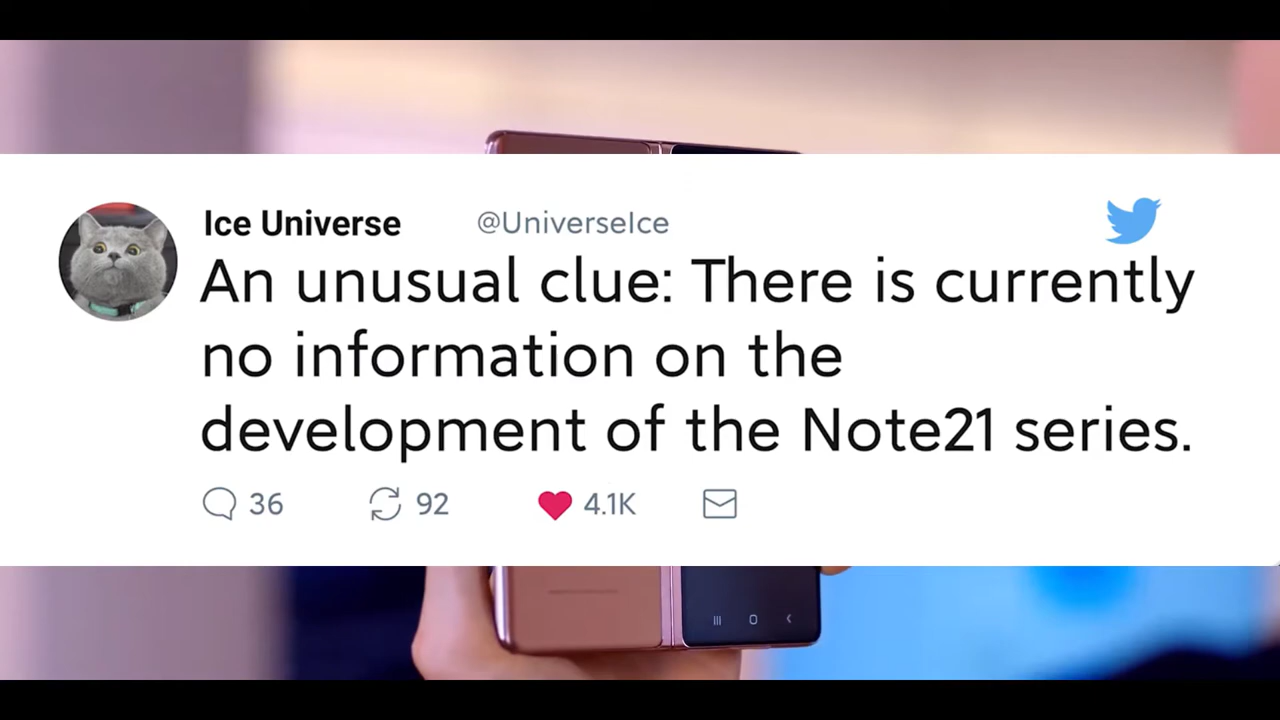 Ice Universe @UniverseIce
An unusual clue: There is currently
no information on the
development of the Note21 series.
36 92 4.1K